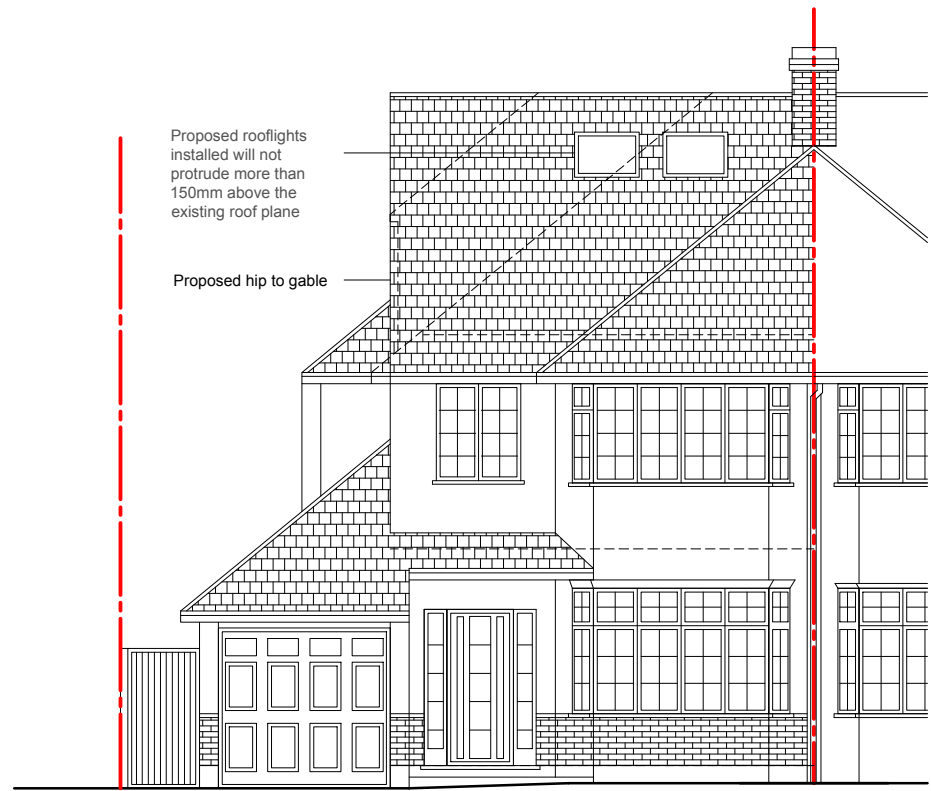 Proposed rooflights
installed will not
protrude more than
150mm above the
existing roof plane
Proposed hip to gable